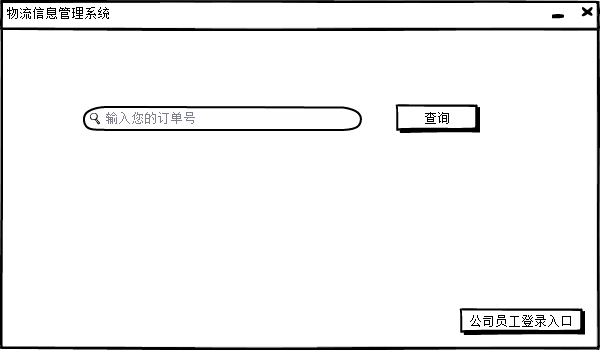 物流信息管理系统
输入您的订单号
查询
公司员工登录入口